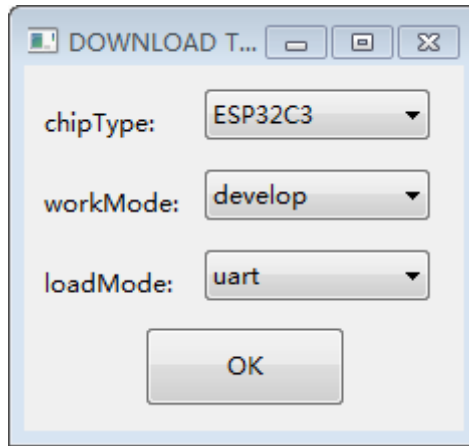 DOWNLOAD T...
chipType: ESP32C3
workMode: develop
loadMode: uart
OK